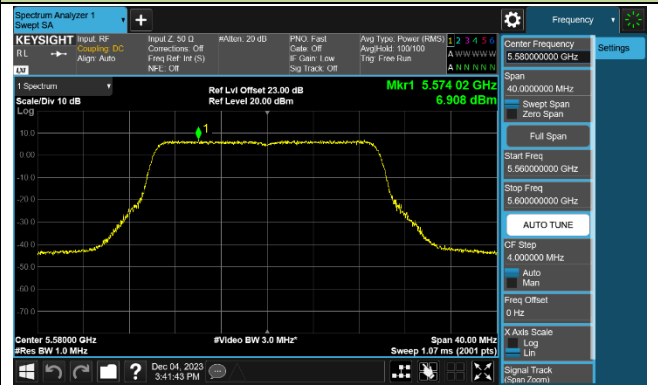 Spectrum Analyzer 1
Swept SA
Frequency
KEYSIGHT
RL
LXI
Input: RF
Coupling: DC
Align: Auto
Input Z: 50 Ω
Corrections: Off
Freq Ref: Int (S)
NFE: Off
#Atten: 20 dB
PNO: Fast
Gate: Off
IF Gain: Low
Sig Track: Off
Avg Type: Power (RMS)
Avg|Hold: 100/100
Trig: Free Run
1 2 3 4 5 6
A W W W W W
A N N N N N
1 Spectrum
Scale/Div 10 dB
Log
Ref Lvl Offset 23.00 dB
Ref Level 20.00 dBm
Mkr1 5.574 02 GHz
6.908 dBm
1
10.0
0.00
-10.0
-20.0
-30.0
-40.0
-50.0
-60.0
-70.0
Center 5.58000 GHz
#Res BW 1.0 MHz
#Video BW 3.0 MHz*
Span 40.00 MHz
Sweep 1.07 ms (2001 pts)
Dec 04, 2023
3:41:43 PM
Center Frequency
5.580000000 GHz
Settings
Span
40.0000000 MHz
Swept Span
Zero Span
Full Span
Start Freq
5.560000000 GHz
Stop Freq
5.600000000 GHz
AUTO TUNE
CF Step
4.000000 MHz
Auto
Man
Freq Offset
0 Hz
X Axis Scale
Log
Lin
Signal Track
(Span Zoom)